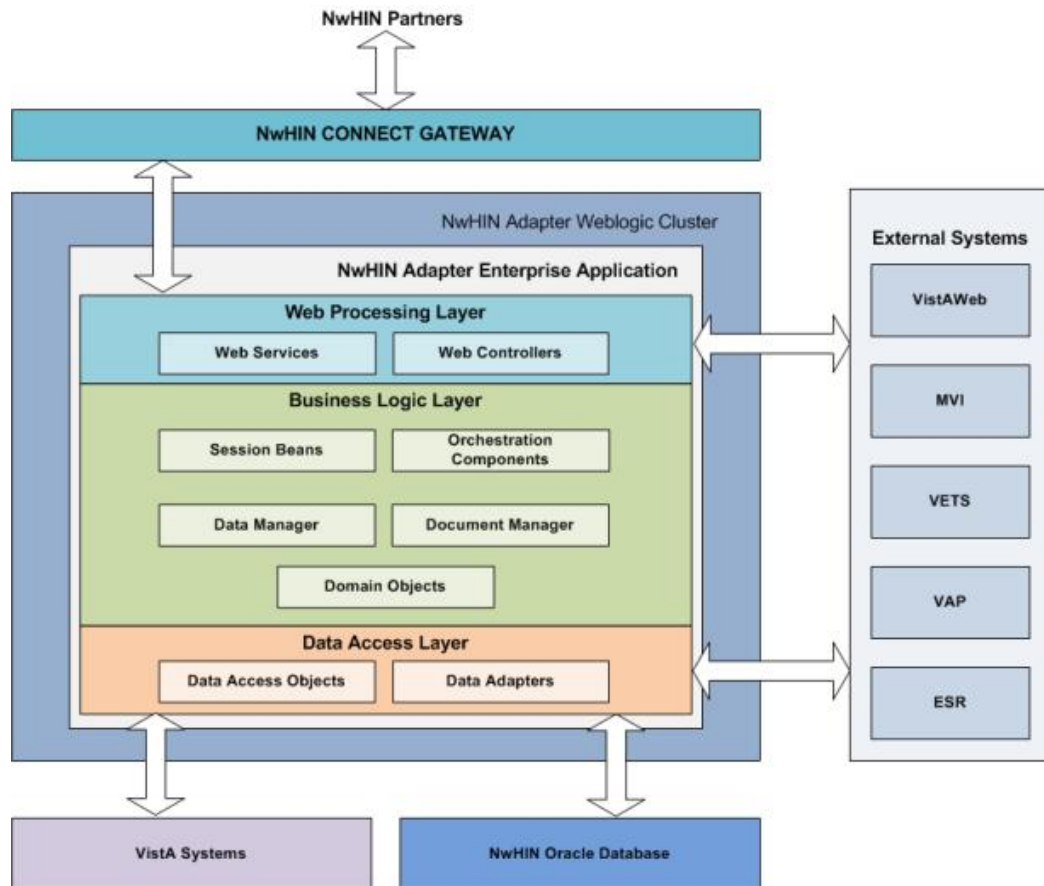 NwHIN Partners
NwHIN CONNECT GATEWAY
NwHIN Adapter Weblogic Cluster
NwHIN Adapter Enterprise Application
Web Processing Layer
Web Services
Web Controllers
Business Logic Layer
Session Beans
Orchestration
Components
Data Manager
Document Manager
Domain Objects
Data Access Layer
Data Access Objects
Data Adapters
External Systems
VistAWeb
MVI
VETS
VAP
ESR
VistA Systems
NwHIN Oracle Database